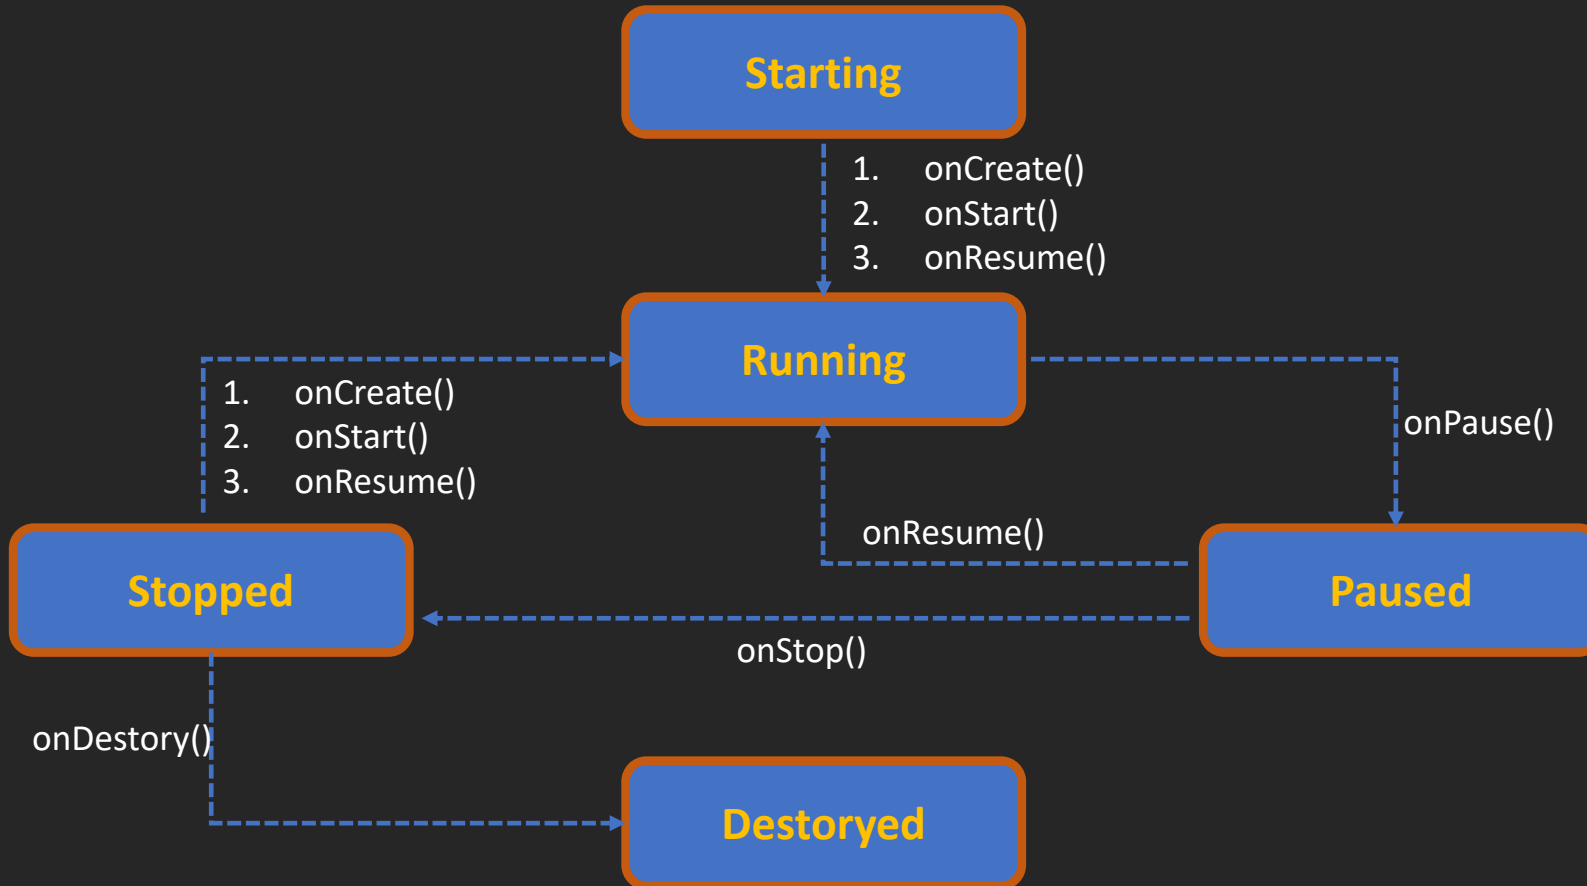 Starting
1. onCreate()
2. onStart()
3. onResume()
Running
1. onCreate()
2. onStart()
3. onResume()
onPause()
onResume()
Stopped
Paused
onStop()
onDestory()
Destoryed